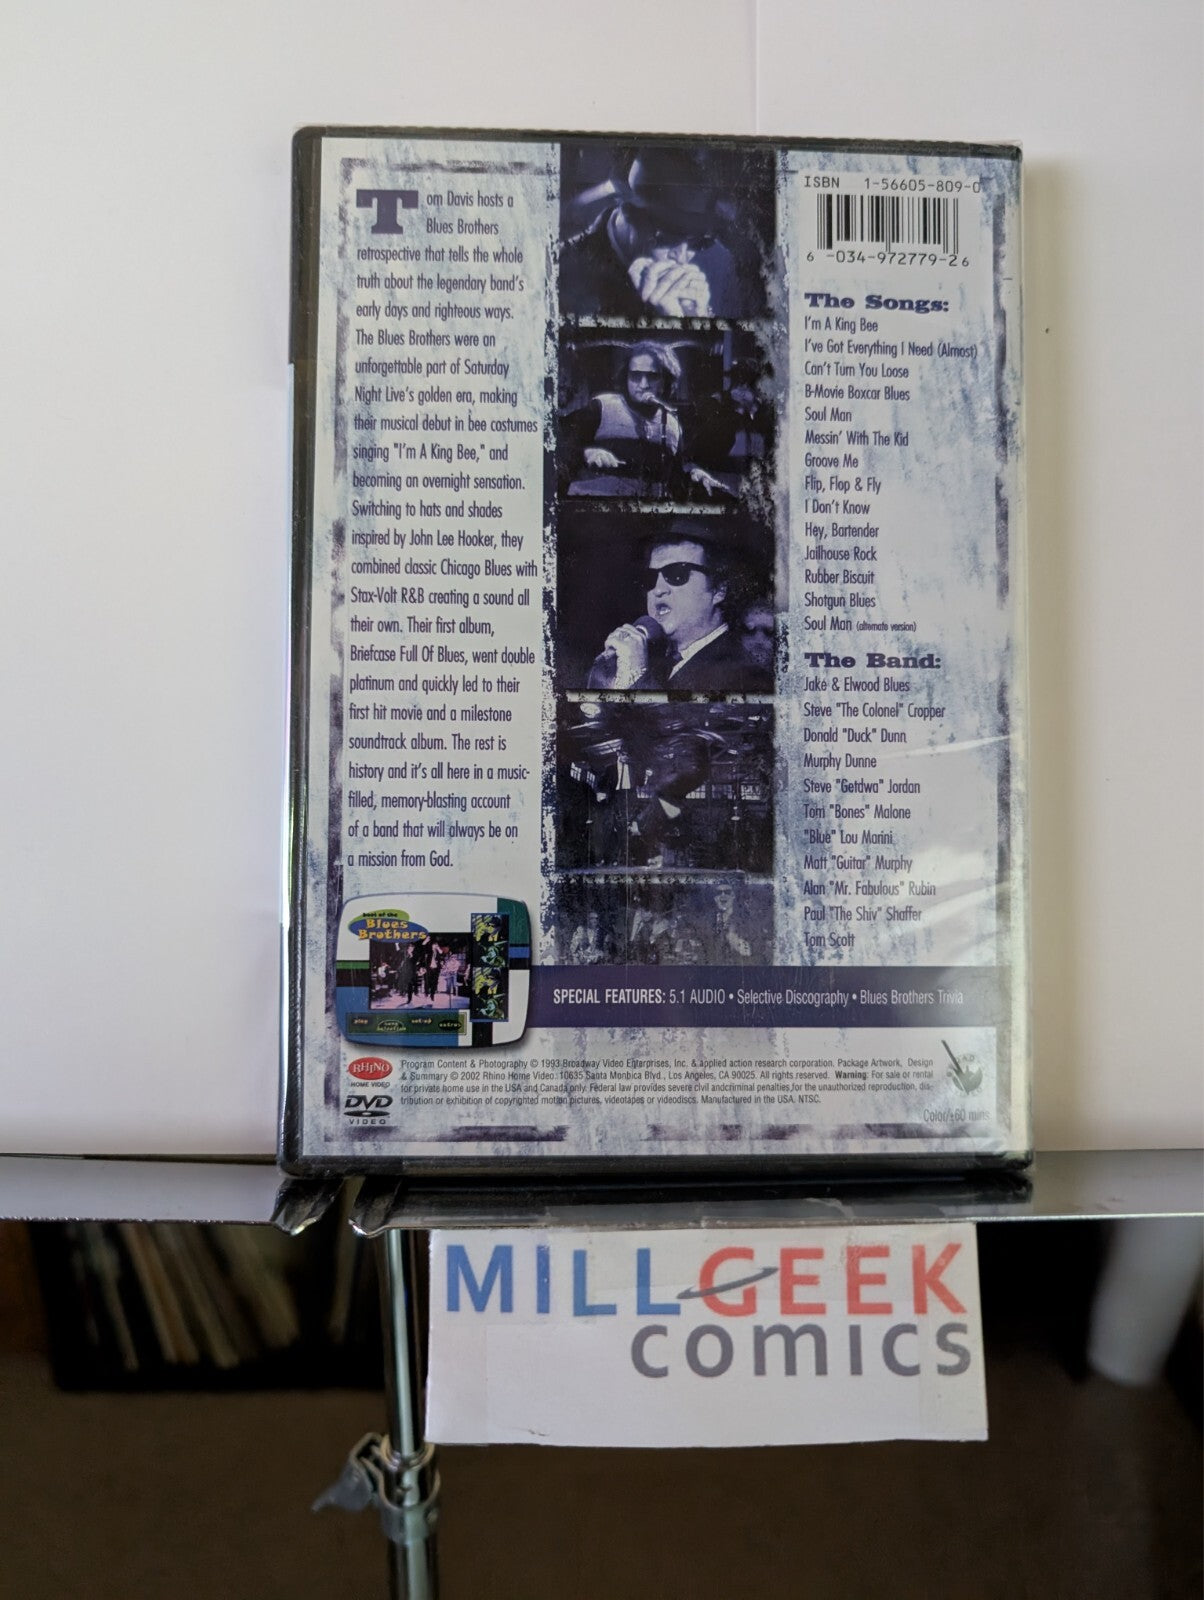 Tom Davis hosts a
Blues Brothers
retrospective that tells the whole
truth about the legendary band's
early days and righteous ways.
The Blues Brothers were an
unforgettable part of Saturday
Night Live's golden era, making
their musical debut in bee costumes
singing "I'm A King Bee," and
becoming an overnight sensation.
Switching to hats and shades
inspired by John Lee Hooker, they
combined classic Chicago Blues with
Stax-Volt R&B creating a sound all
their own. Their first album,
Briefcase Full Of Blues, went double
platinum and quickly led to their
first hit movie and a milestone
soundtrack album. The rest is
history and it's all here in a music-
filled, memory-blasting account
of a band that will always be on
a mission from God.
ISBN 1-56605-809-0
6 -034-972779-26
The Songs:
I'm A King Bee
I've Got Everything I Need (Almost)
Can't Turn You Loose
B-Movie Boxcar Blues
Soul Man
Messin' With The Kid
Groove Me
Flip, Flop & Fly
I Don't Know
Hey, Bartender
Jailhouse Rock
Rubber Biscuit
Shotgun Blues
Soul Man (alternate version)
The Band:
Jake & Elwood Blues
Steve "The Colonel" Cropper
Donald "Duck" Dunn
Murphy Dunne
Steve "Getdwa" Jordan
Tom "Bones" Malone
"Blue" Lou Marini
Matt "Guitar" Murphy
Alan "Mr. Fabulous" Rubin
Paul "The Shiv" Shaffer
Tom Scott
best of the
Blues
Brothers
play
song
selection
set-up
extras
SPECIAL FEATURES: 5.1 AUDIO • Selective Discography • Blues Brothers Trivia
RHINO
HOME VIDEO
DVD
VIDEO
Program Content & Photography © 1993 Broadway Video Enterprises, Inc. & applied action research corporation. Package Artwork, Design
& Summary © 2002 Rhino Home Video: 10635 Santa Monica Blvd., Los Angeles, CA 90025. All rights reserved. Warning: For sale or rental
for private home use in the USA and Canada only. Federal law provides severe civil andcriminal penalties for the unauthorized reproduction, dis-
tribution or exhibition of copyrighted motion pictures, videotapes or videodiscs. Manufactured in the USA. NTSC.
Color/±60 mins.
MILLGEEK
comics